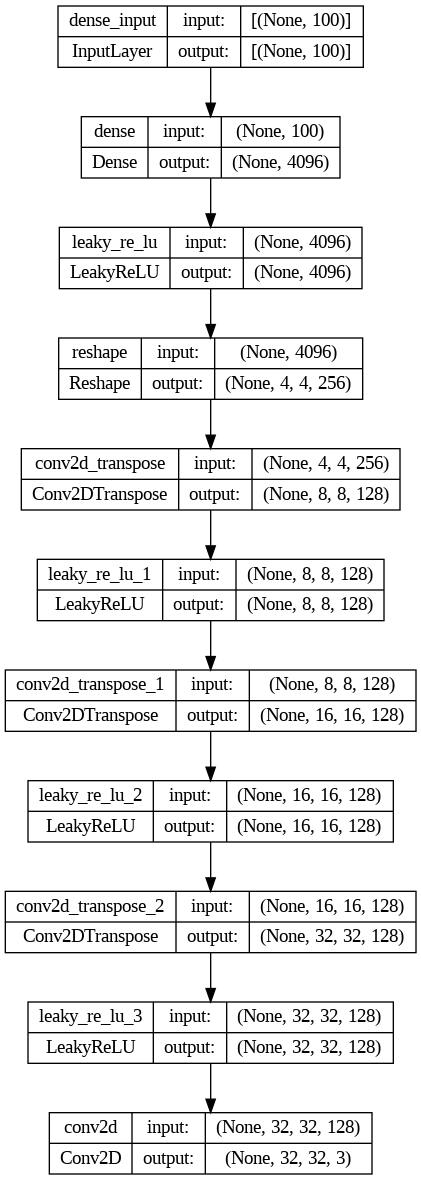 dense_input input: [(None, 100)]
InputLayer output: [(None, 100)]
dense input: (None, 100)
Dense output: (None, 4096)
leaky_re_lu input: (None, 4096)
LeakyReLU output: (None, 4096)
reshape input: (None, 4096)
Reshape output: (None, 4, 4, 256)
conv2d_transpose input: (None, 4, 4, 256)
Conv2DTranspose output: (None, 8, 8, 128)
leaky_re_lu_1 input: (None, 8, 8, 128)
LeakyReLU output: (None, 8, 8, 128)
conv2d_transpose_1 input: (None, 8, 8, 128)
Conv2DTranspose output: (None, 16, 16, 128)
leaky_re_lu_2 input: (None, 16, 16, 128)
LeakyReLU output: (None, 16, 16, 128)
conv2d_transpose_2 input: (None, 16, 16, 128)
Conv2DTranspose output: (None, 32, 32, 128)
leaky_re_lu_3 input: (None, 32, 32, 128)
LeakyReLU output: (None, 32, 32, 128)
conv2d input: (None, 32, 32, 128)
Conv2D output: (None, 32, 32, 3)